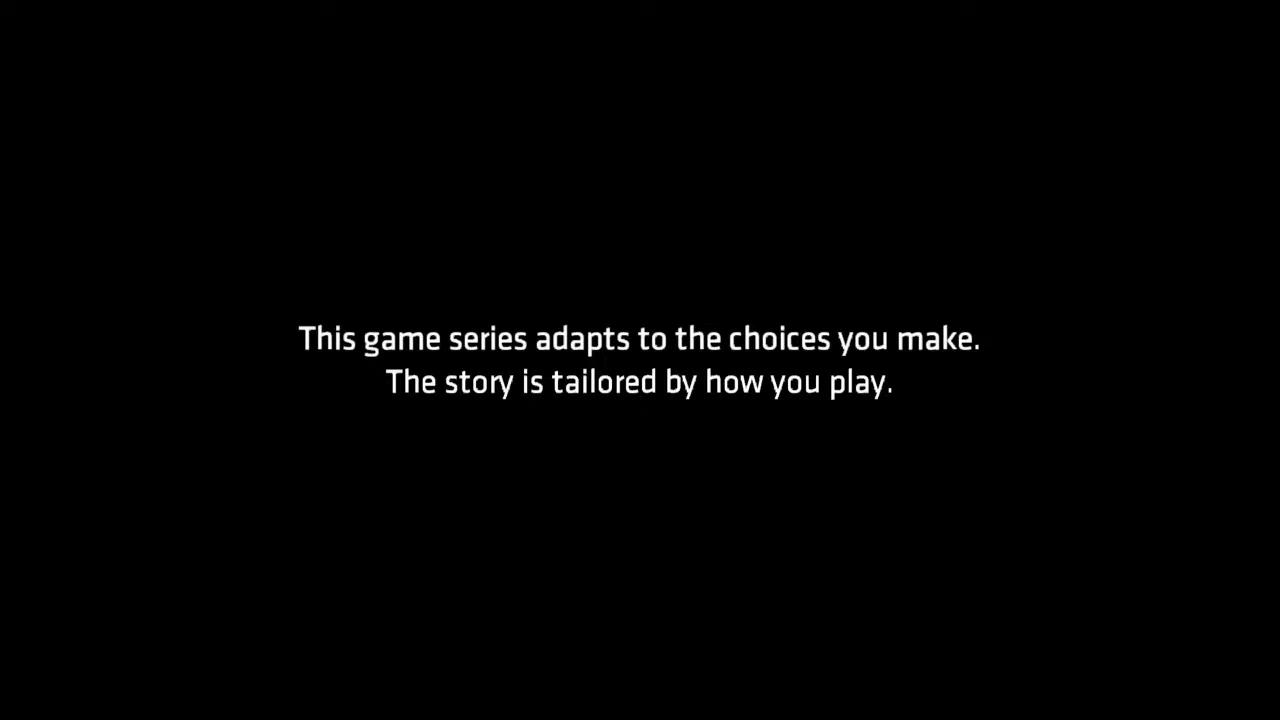 This game series adapts to the choices you make.
The story is tailored by how you play.